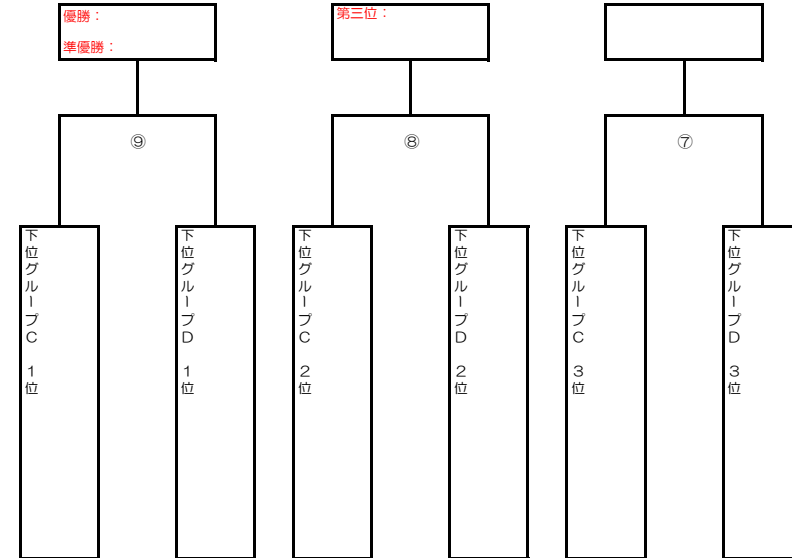 優勝：
準優勝：
第三位：
⑨
⑧
⑦
下位グループC　1位
下位グループD　1位
下位グループC　2位
下位グループD　2位
下位グループC　3位
下位グループD　3位